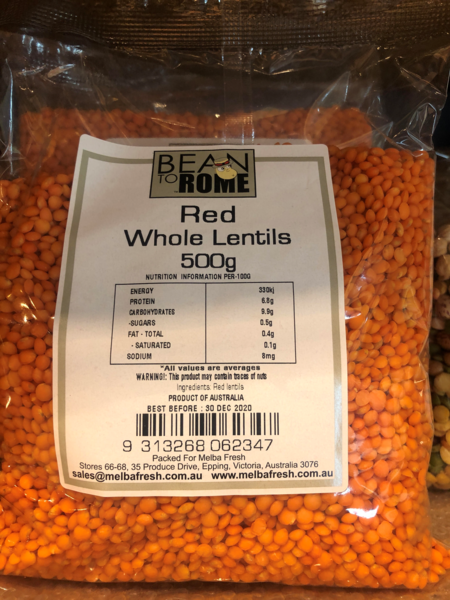 BEAN
TO ROME
Red
Whole Lentils
500g
NUTRITION INFORMATION PER-100G
ENERGY 330kj
PROTEIN 6.8g
CARBOHYDRATES 9.9g
-SUGARS 0.5g
FAT - TOTAL 0.4g
- SATURATED 0.1g
SODIUM 8mg
*All values are averages
WARNING!: This product may contain traces of nuts
Ingredients: Red lentils
PRODUCT OF AUSTRALIA
BEST BEFORE : 30 DEC 2020
9 313268 062347
Packed For Melba Fresh
Stores 66-68, 35 Produce Drive, Epping, Victoria, Australia 3076
sales@melbafresh.com.au www.melbafresh.com.au